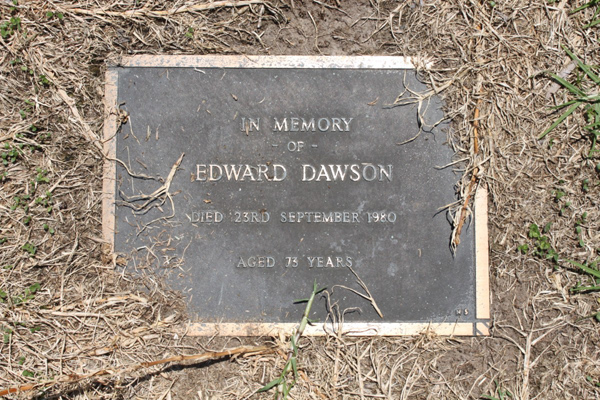 IN MEMORY
- OF -
EDWARD DAWSON
DIED 23RD SEPTEMBER 1980
AGED 73 YEARS